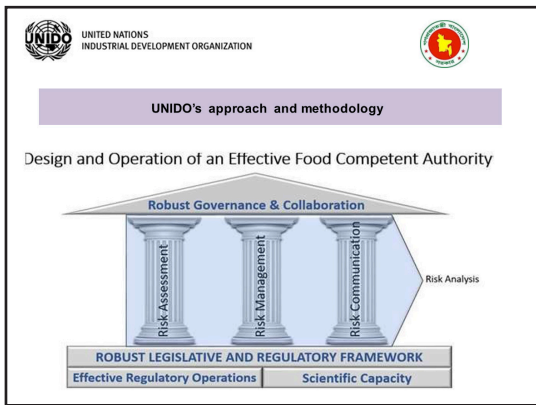 UNIDO
UNITED NATIONS
INDUSTRIAL DEVELOPMENT ORGANIZATION
UNIDO's approach and methodology
Design and Operation of an Effective Food Competent Authority
Robust Governance & Collaboration
Risk Assessment
Risk Management
Risk Communication
Risk Analysis
ROBUST LEGISLATIVE AND REGULATORY FRAMEWORK
Effective Regulatory Operations
Scientific Capacity